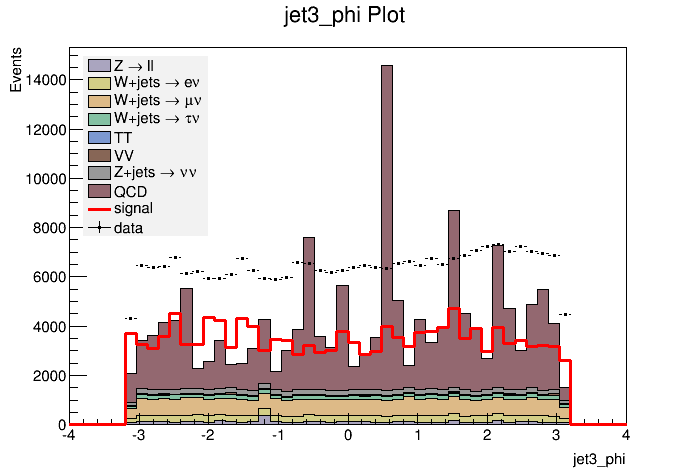 jet3_phi Plot
Events
14000
12000
10000
8000
6000
4000
2000
0
Z → ll
W+jets → eν
W+jets → μν
W+jets → τν
TT
VV
Z+jets → νν
QCD
signal
data
-4 -3 -2 -1 0 1 2 3 4
jet3_phi